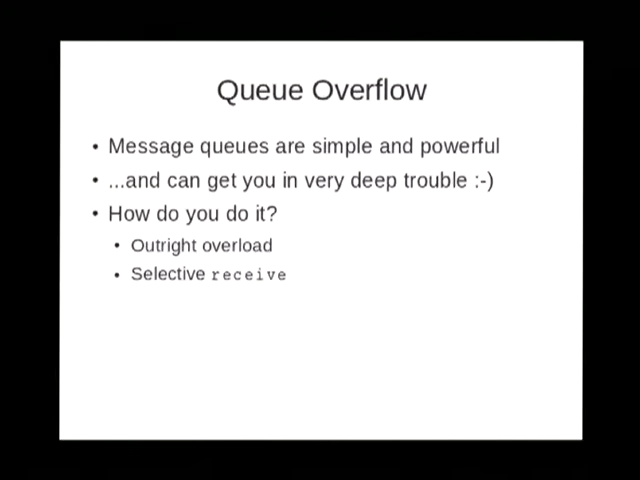 Queue Overflow
• Message queues are simple and powerful
• ...and can get you in very deep trouble :-)
• How do you do it?
• Outright overload
• Selective receive